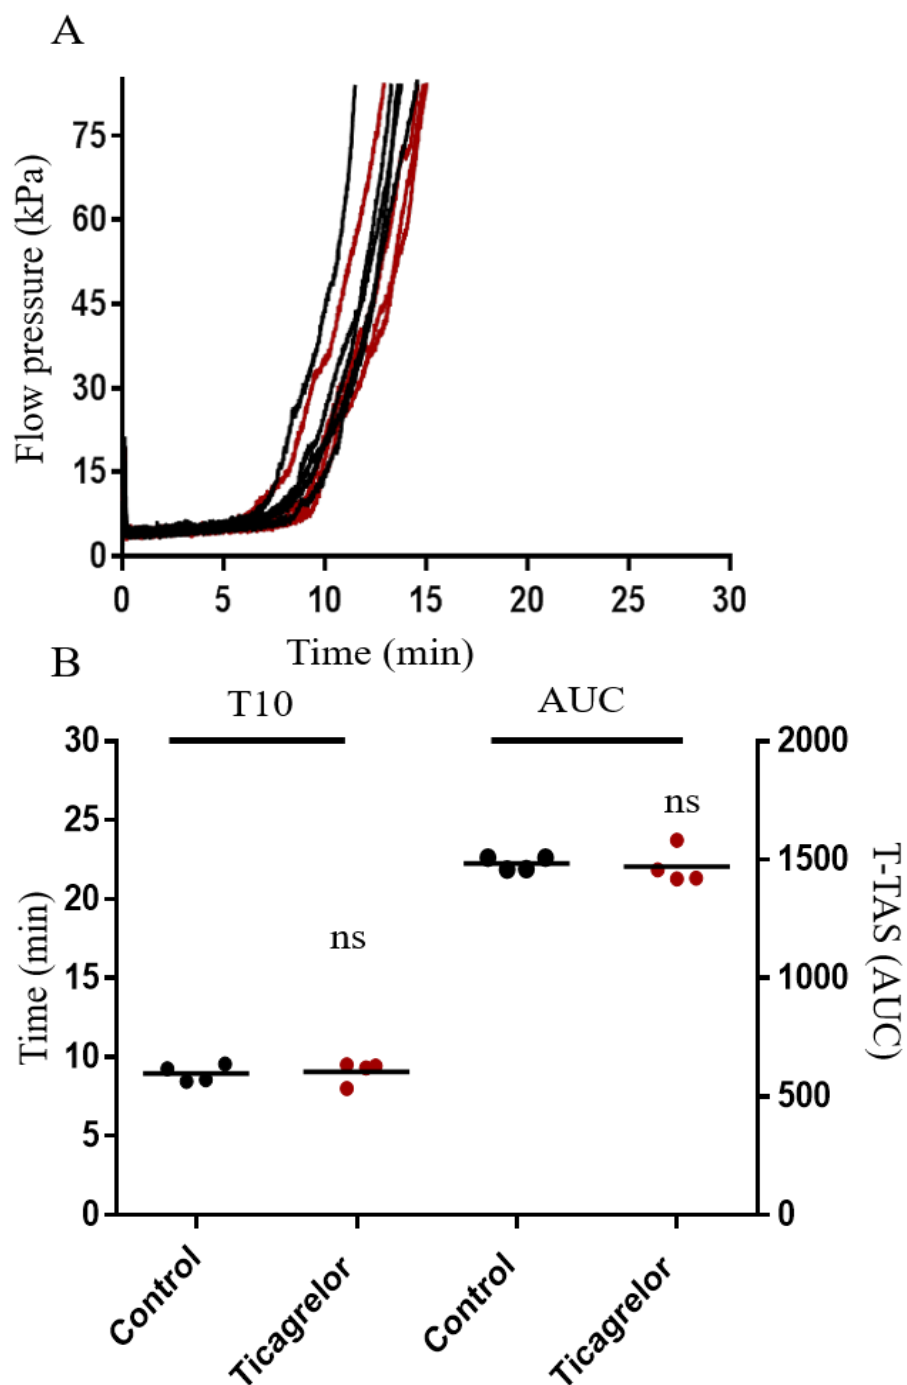 A
Flow pressure (kPa)
75
60
45
30
15
0
0 5 10 15 20 25 30
Time (min)
B
T10 AUC
Time (min)
30
25
20
15
10
5
0
ns
ns
2000
1500
1000
500
0
T-TAS (AUC)
Control
Ticagrelor
Control
Ticagrelor